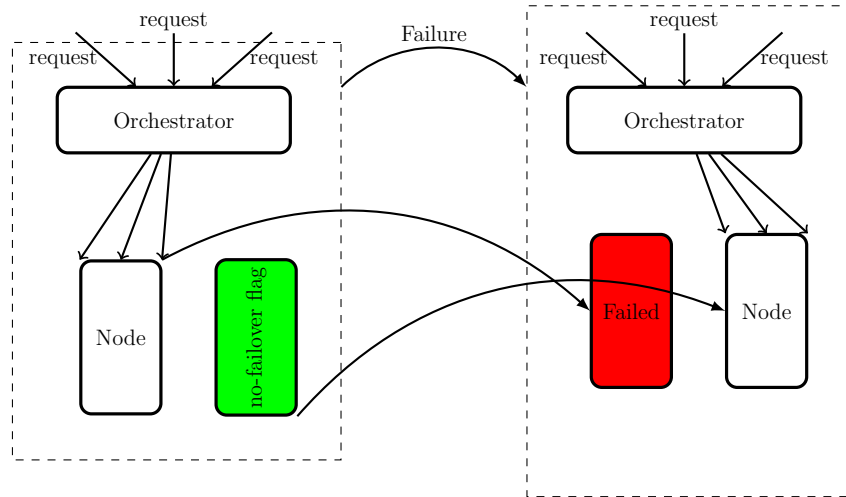 request
request
request
Orchestrator
Node
no-failover flag
Failure
request
request
request
Orchestrator
Failed
Node